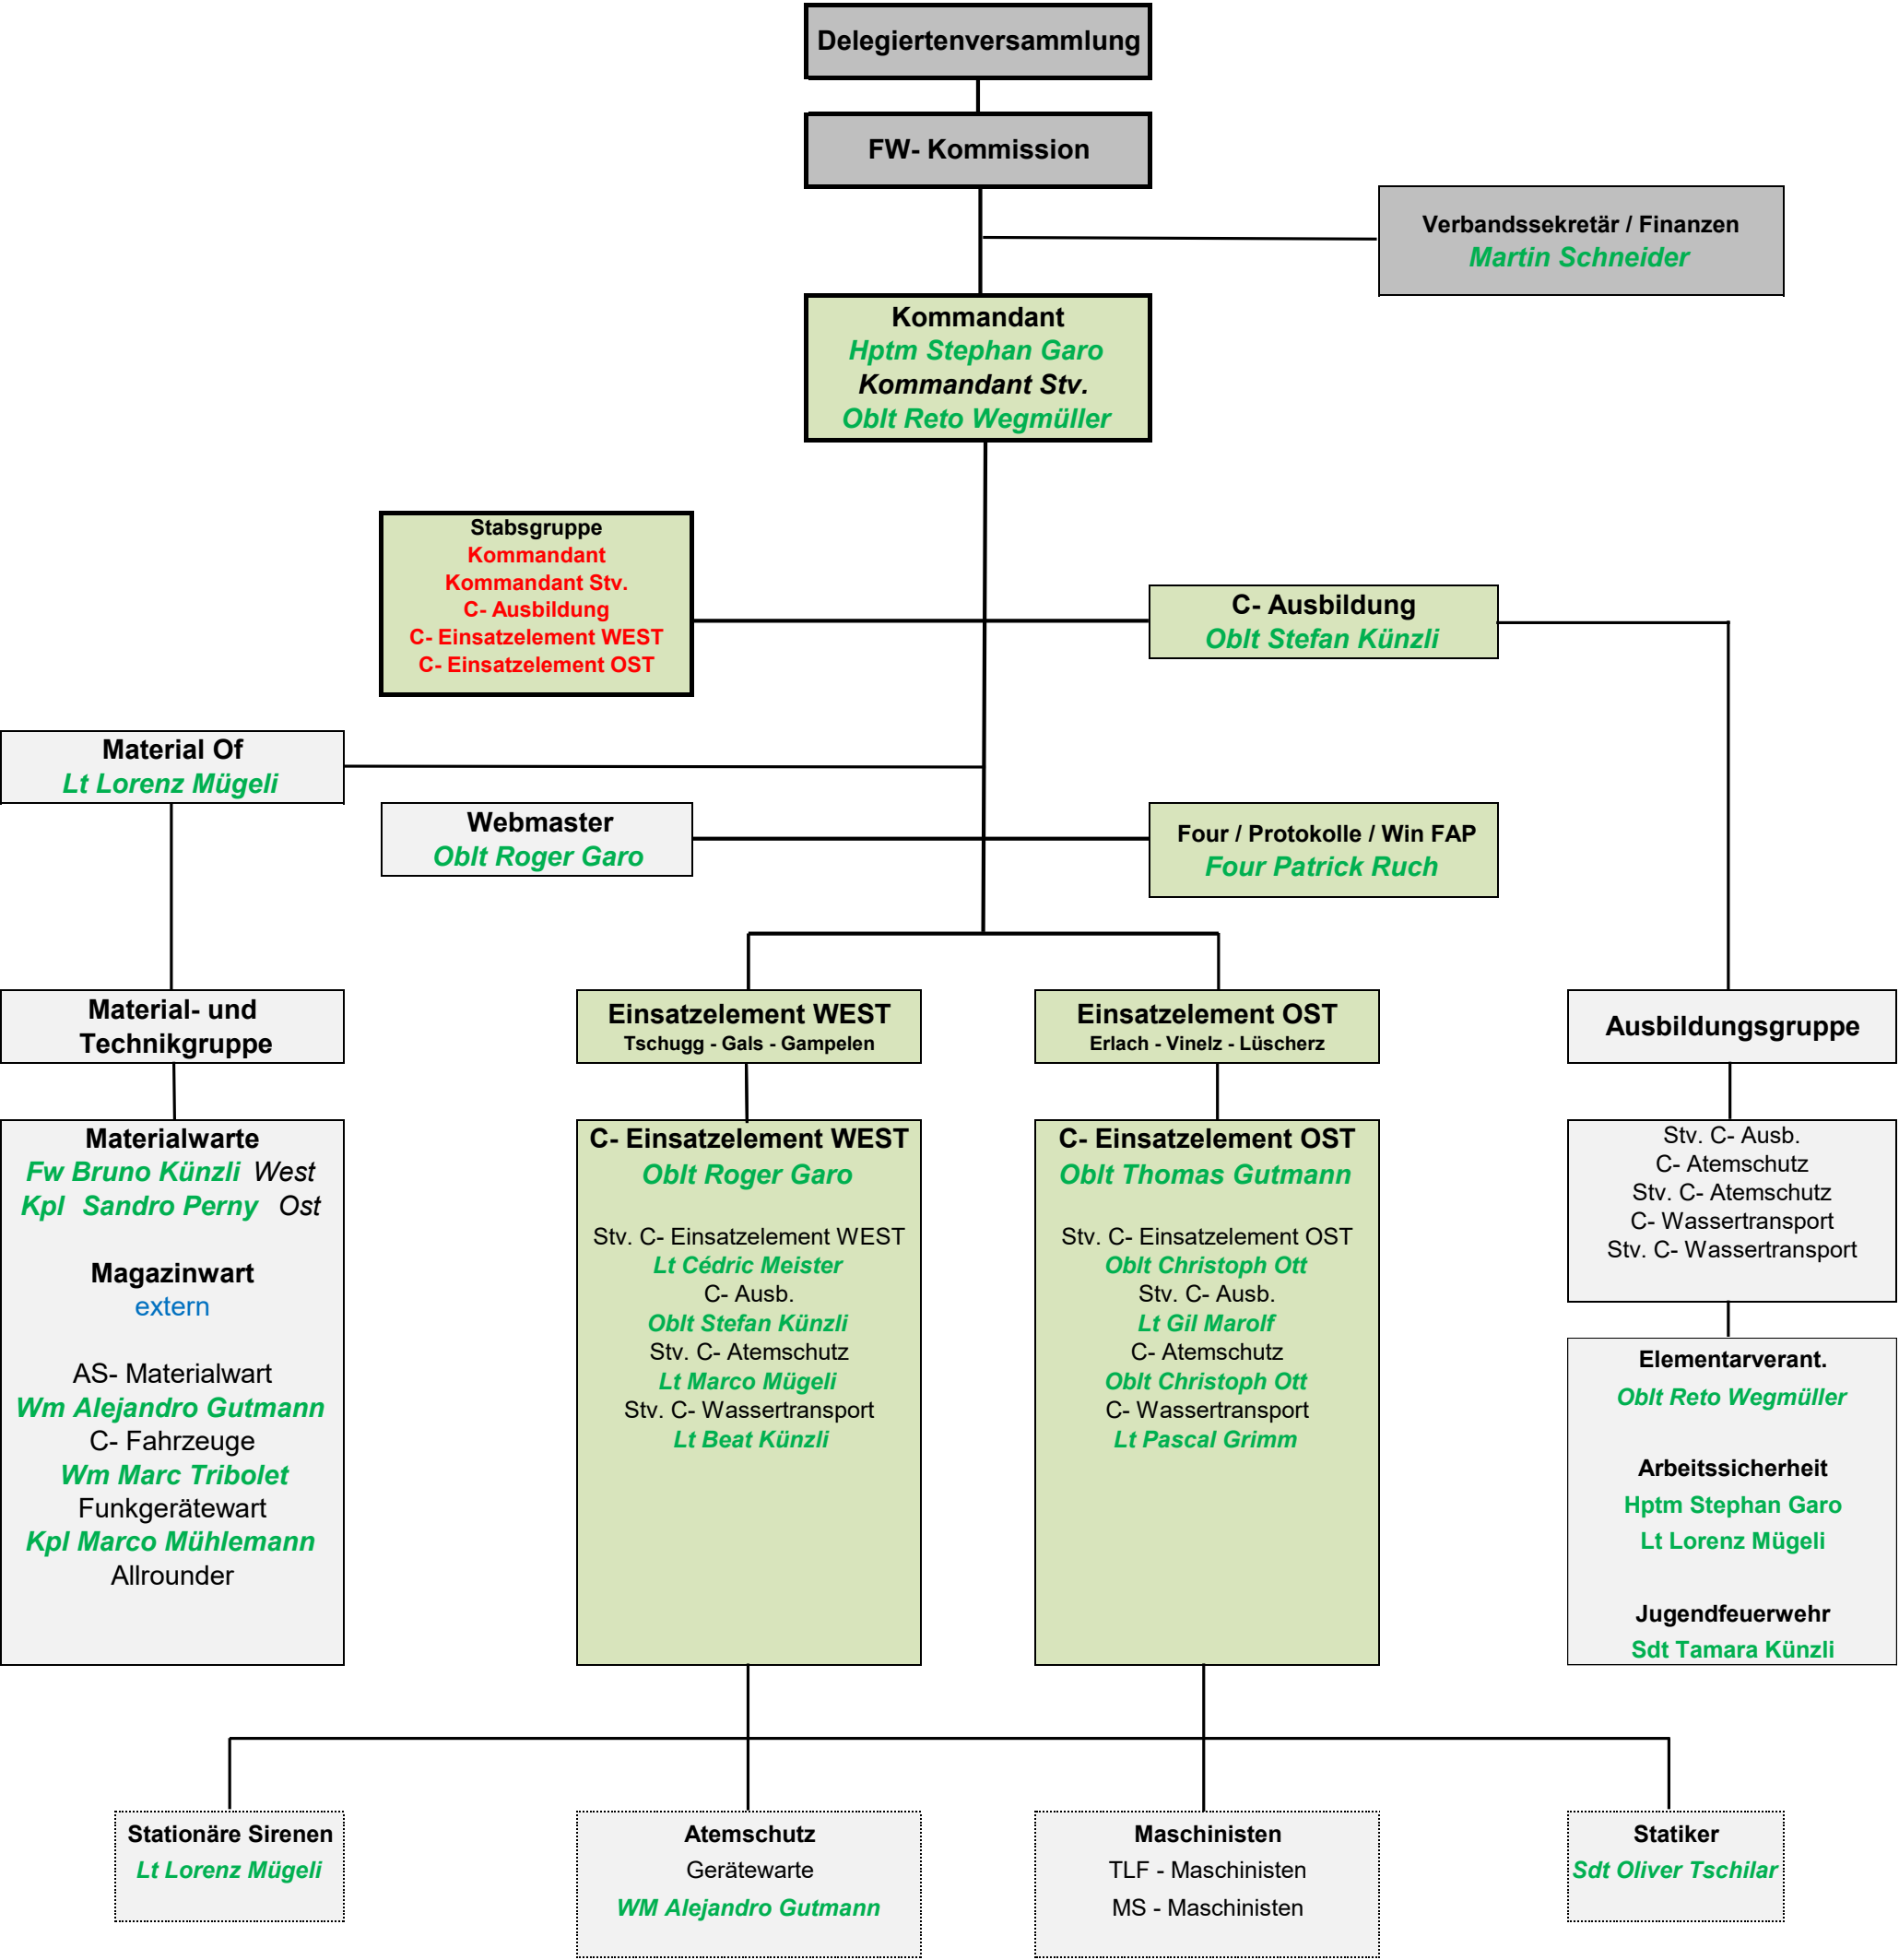 Delegiertenversammlung
FW- Kommission
Verbandssekretär / Finanzen
Martin Schneider
Kommandant
Hptm Stephan Garo
Kommandant Stv.
Oblt Reto Wegmüller
Stabsgruppe
Kommandant
Kommandant Stv.
C- Ausbildung
C- Einsatzelement WEST
C- Einsatzelement OST
C- Ausbildung
Oblt Stefan Künzli
Material Of
Lt Lorenz Mügeli
Webmaster
Oblt Roger Garo
Four / Protokolle / Win FAP
Four Patrick Ruch
Material- und
Technikgruppe
Einsatzelement WEST
Tschugg - Gals - Gampelen
Einsatzelement OST
Erlach - Vinelz - Lüscherz
Ausbildungsgruppe
Materialwarte
Fw Bruno Künzli West
Kpl Sandro Perny Ost
Magazinwart
extern
AS- Materialwart
Wm Alejandro Gutmann
C- Fahrzeuge
Wm Marc Tribolet
Funkgerätewart
Kpl Marco Mühlemann
Allrounder
C- Einsatzelement WEST
Oblt Roger Garo
Stv. C- Einsatzelement WEST
Lt Cédric Meister
C- Ausb.
Oblt Stefan Künzli
Stv. C- Atemschutz
Lt Marco Mügeli
Stv. C- Wassertransport
Lt Beat Künzli
C- Einsatzelement OST
Oblt Thomas Gutmann
Stv. C- Einsatzelement OST
Oblt Christoph Ott
Stv. C- Ausb.
Lt Gil Marolf
C- Atemschutz
Oblt Christoph Ott
C- Wassertransport
Lt Pascal Grimm
Stv. C- Ausb.
C- Atemschutz
Stv. C- Atemschutz
C- Wassertransport
Stv. C- Wassertransport
Elementarverant.
Oblt Reto Wegmüller
Arbeitssicherheit
Hptm Stephan Garo
Lt Lorenz Mügeli
Jugendfeuerwehr
Sdt Tamara Künzli
Stationäre Sirenen
Lt Lorenz Mügeli
Atemschutz
Gerätewarte
WM Alejandro Gutmann
Maschinisten
TLF - Maschinisten
MS - Maschinisten
Statiker
Sdt Oliver Tschilar